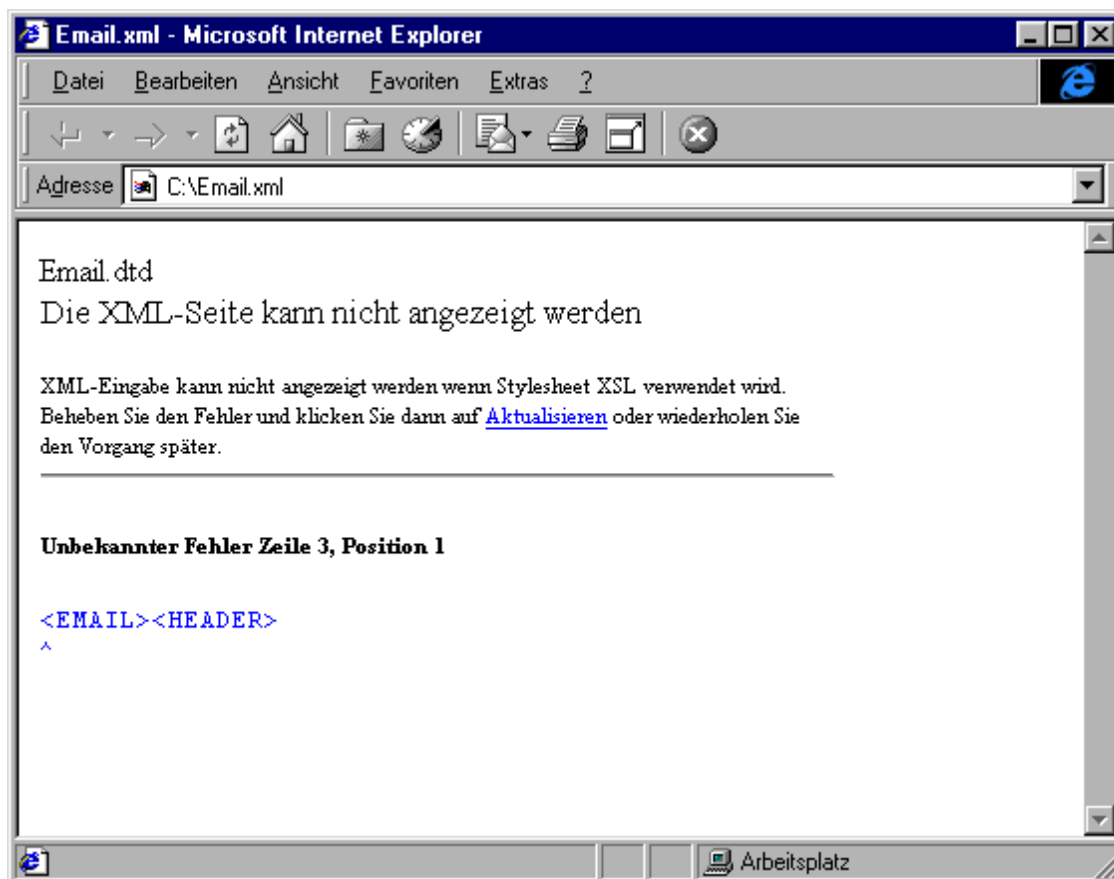 Email.xml - Microsoft Internet Explorer
Datei Bearbeiten Ansicht Favoriten Extras ?
Adresse C:\Email.xml
Email.dtd
Die XML-Seite kann nicht angezeigt werden
XML-Eingabe kann nicht angezeigt werden wenn Stylesheet XSL verwendet wird.
Beheben Sie den Fehler und klicken Sie dann auf Aktualisieren oder wiederholen Sie
den Vorgang später.
Unbekannter Fehler Zeile 3, Position 1
<EMAIL><HEADER>
^
Arbeitsplatz